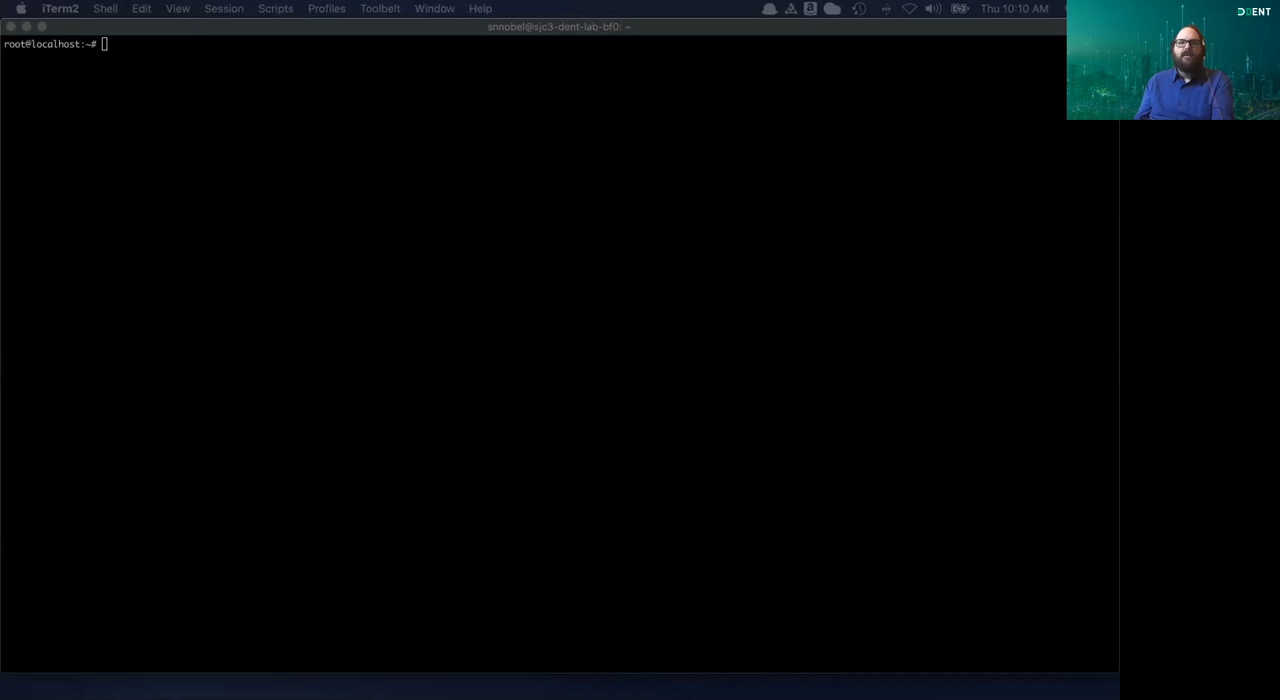 iTerm2 Shell Edit View Session Scripts Profiles Toolbelt Window Help Thu 10:10 AM
snnobel@sjc3-dent-lab-bf0: ~
root@localhost:~#
DENT